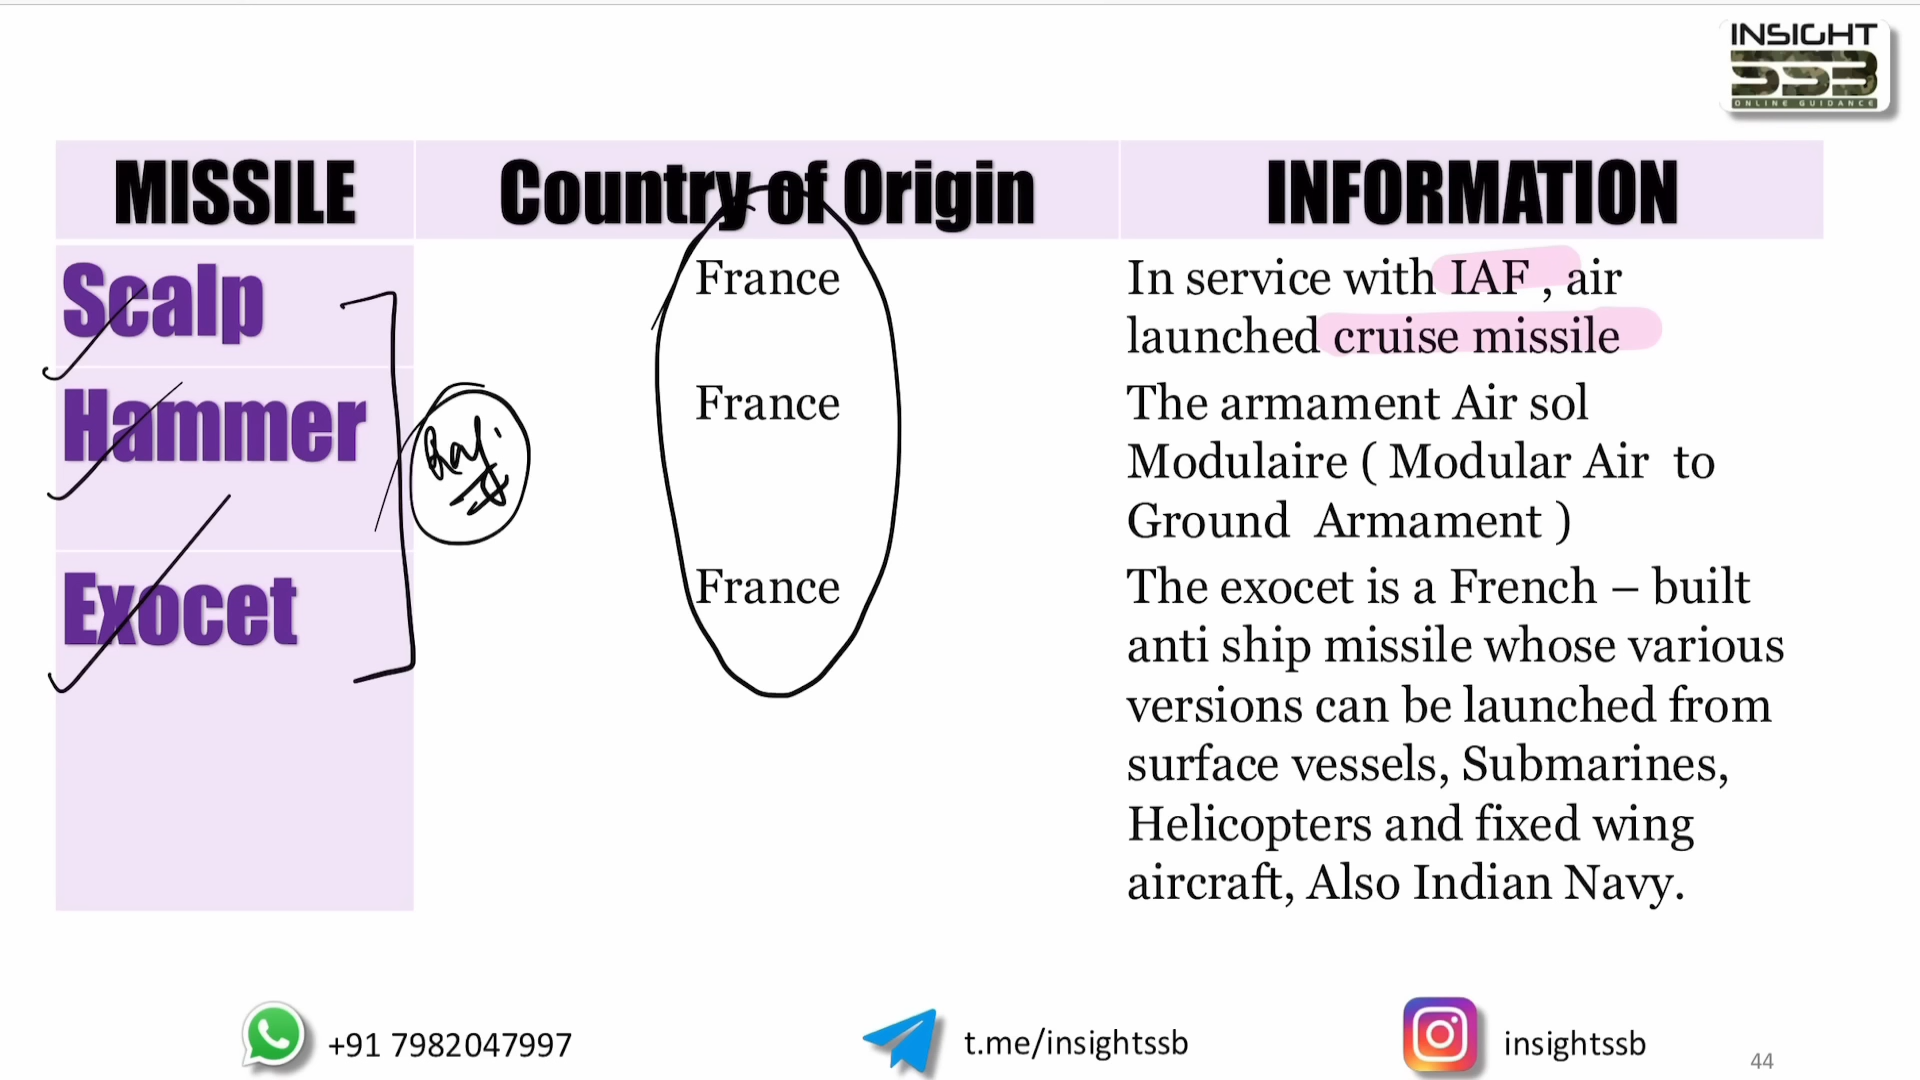 INSIGHT
SSB
ONLINE GUIDANCE
MISSILE Country of Origin INFORMATION
Scalp France In service with IAF , air
launched cruise missile
Hammer France The armament Air sol
Modulaire ( Modular Air to
Ground Armament )
Exocet France The exocet is a French – built
anti ship missile whose various
versions can be launched from
surface vessels, Submarines,
Helicopters and fixed wing
aircraft, Also Indian Navy.
+91 7982047997 t.me/insightssb insightssb
44